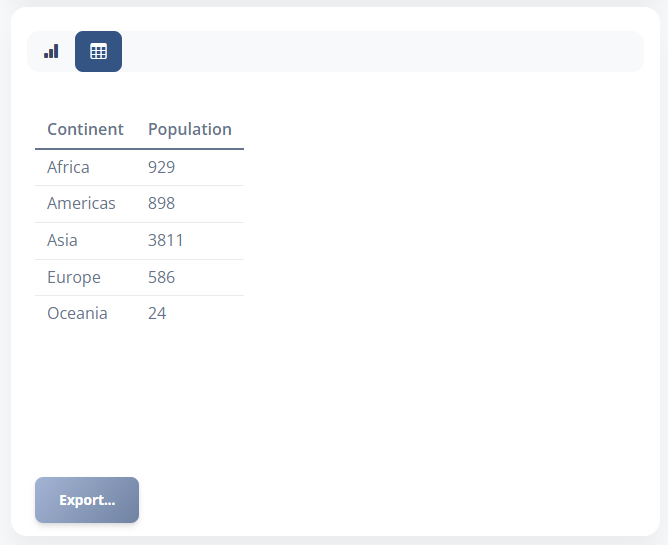 Continent Population
Africa 929
Americas 898
Asia 3811
Europe 586
Oceania 24
Export...